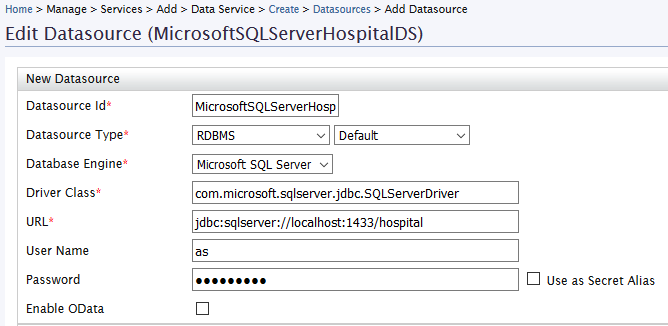 Home > Manage > Services > Add > Data Service > Create > Datasources > Add Datasource
Edit Datasource (MicrosoftSQLServerHospitalDS)
New Datasource
Datasource Id* MicrosoftSQLServerHosp
Datasource Type* RDBMS Default
Database Engine* Microsoft SQL Server
Driver Class* com.microsoft.sqlserver.jdbc.SQLServerDriver
URL* jdbc:sqlserver://localhost:1433/hospital
User Name as
Password ●●●●●●●●● Use as Secret Alias
Enable OData